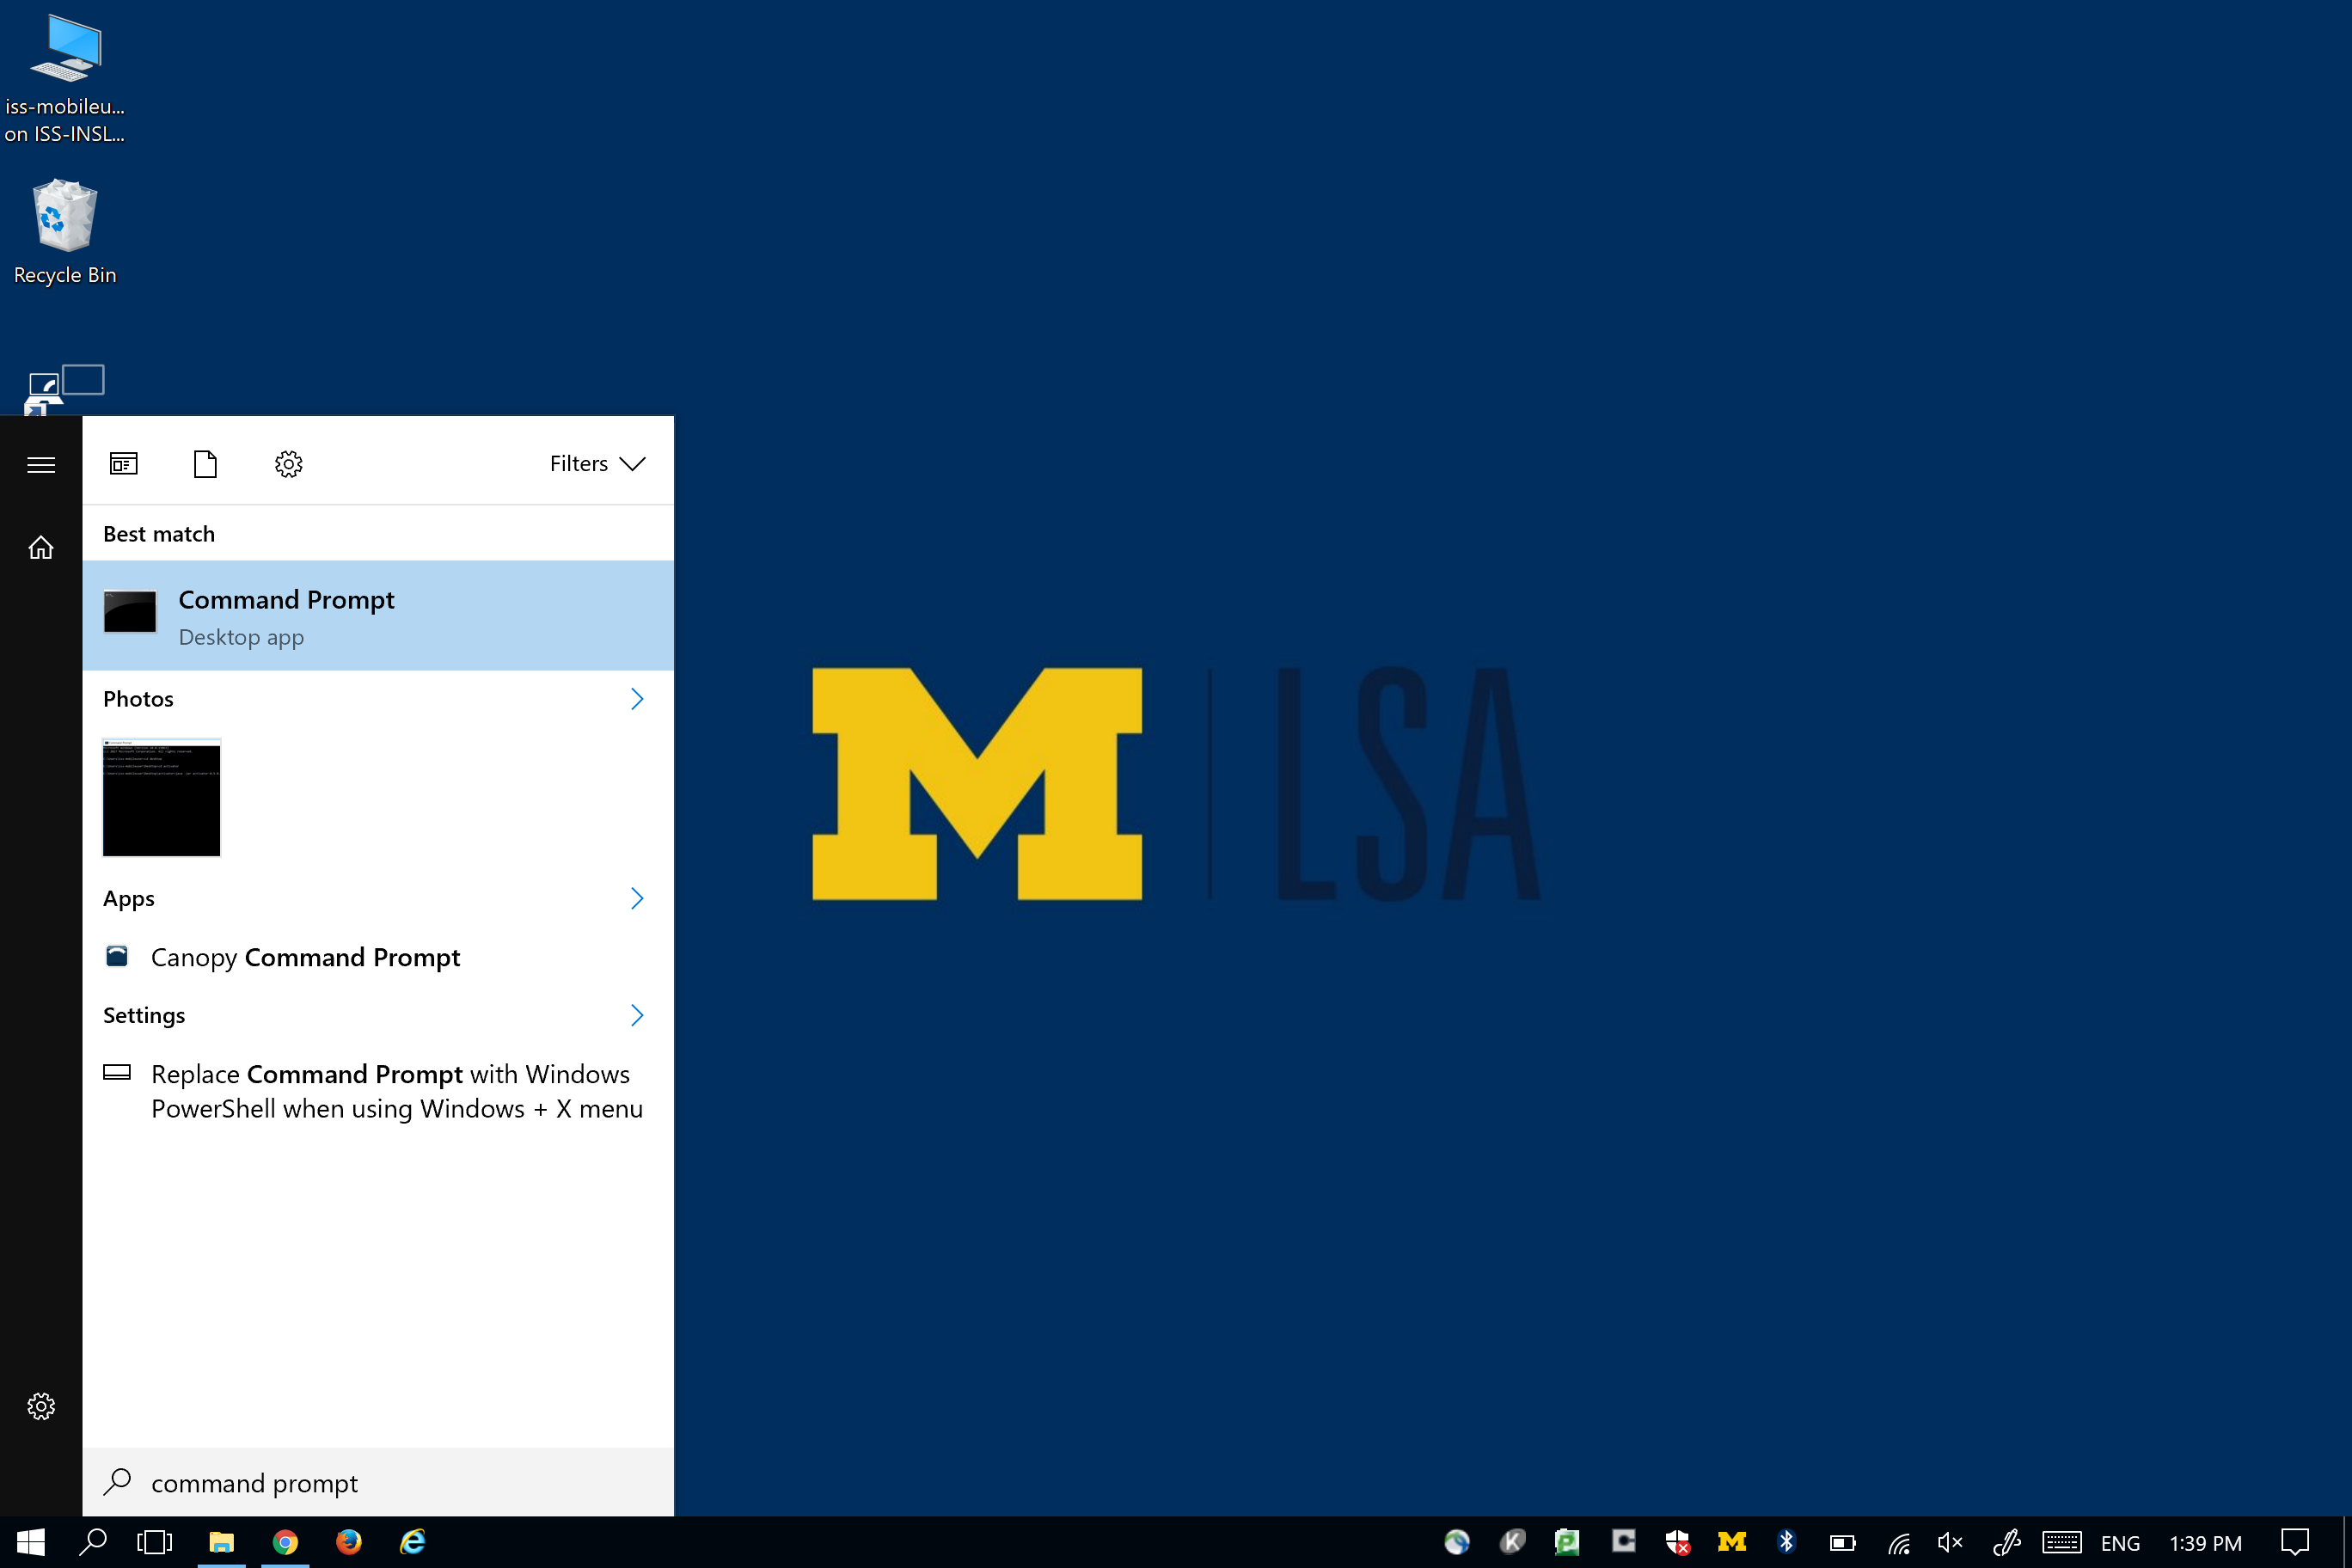 iss-mobileu...
on ISS-INSL...
Recycle Bin
Filters
Best match
Command Prompt
Desktop app
Photos
Apps
Canopy Command Prompt
Settings
Replace Command Prompt with Windows
PowerShell when using Windows + X menu
command prompt
M LSA
ENG
1:39 PM